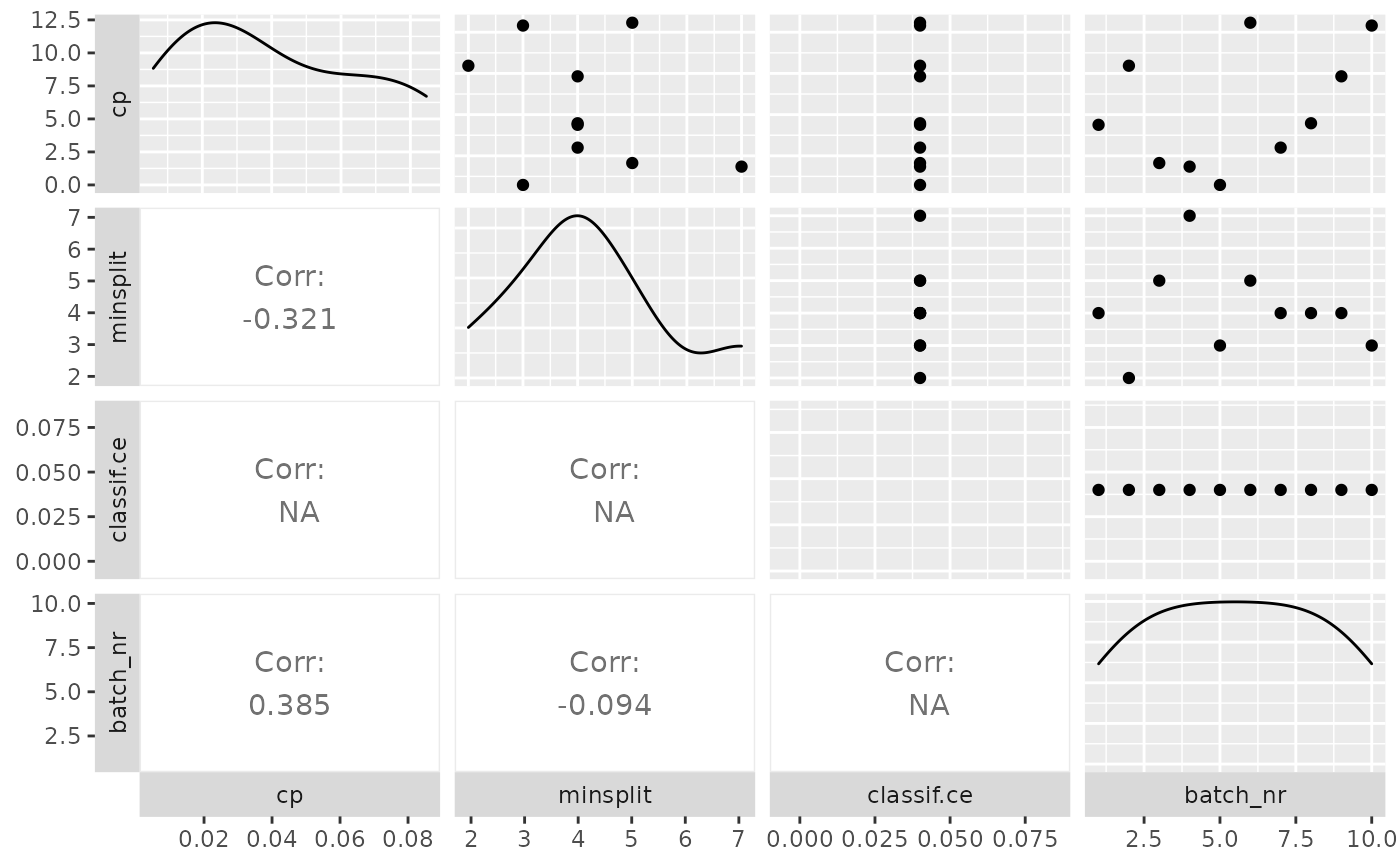 12.5
10.0
7.5
5.0
2.5
0.0
cp
7
6
5
4
3
2
minsplit
Corr:
-0.321
0.075
0.050
0.025
0.000
classif.ce
Corr:
NA
Corr:
NA
10.0
7.5
5.0
2.5
batch_nr
Corr:
0.385
Corr:
-0.094
Corr:
NA
cp minsplit classif.ce batch_nr
0.02 0.04 0.06 0.08 2 3 4 5 6 7 0.000 0.025 0.050 0.075 2.5 5.0 7.5 10.0